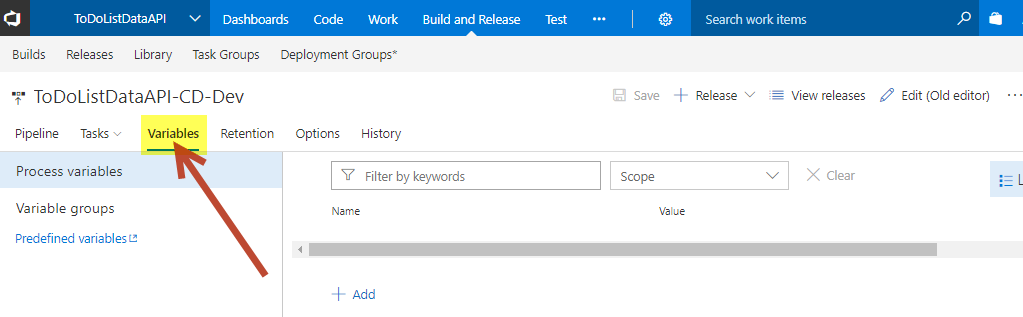 ToDoListDataAPI Dashboards Code Work Build and Release Test ... Search work items
Builds Releases Library Task Groups Deployment Groups*
ToDoListDataAPI-CD-Dev Save + Release View releases Edit (Old editor) ...
Pipeline Tasks Variables Retention Options History
Process variables Filter by keywords Scope Clear L
Variable groups Name Value
Predefined variables
+ Add